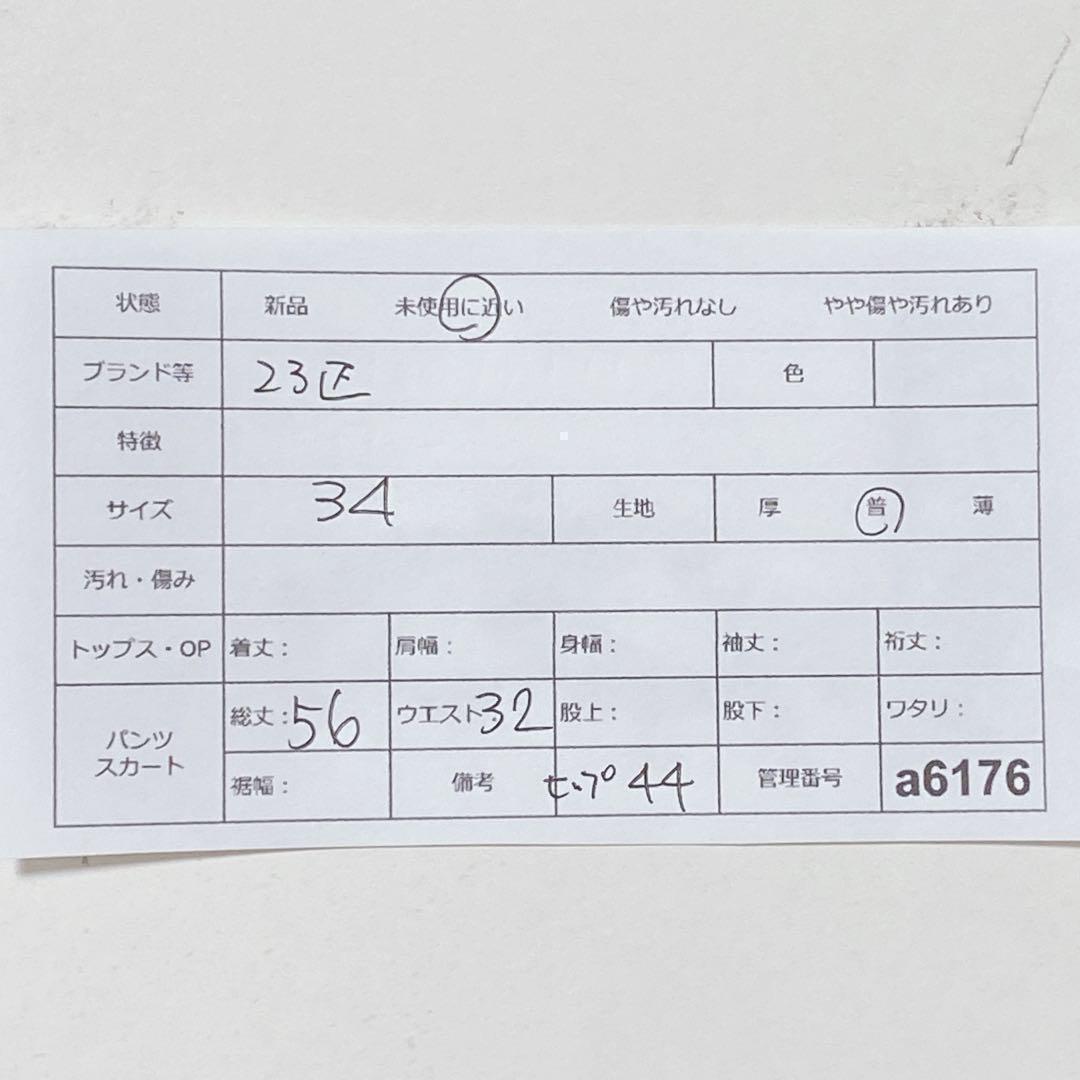 状態 新品 未使用に近い 傷や汚れなし やや傷や汚れあり
ブランド等 23区 色
特徴
サイズ 34 生地 厚 普 薄
汚れ・傷み
トップス・OP 着丈： 肩幅： 身幅： 袖丈： 裄丈：
パンツ スカート 総丈：56 ウエスト：32 股上： 股下： ワタリ：
裾幅： 備考 ヒップ 44 管理番号 a6176